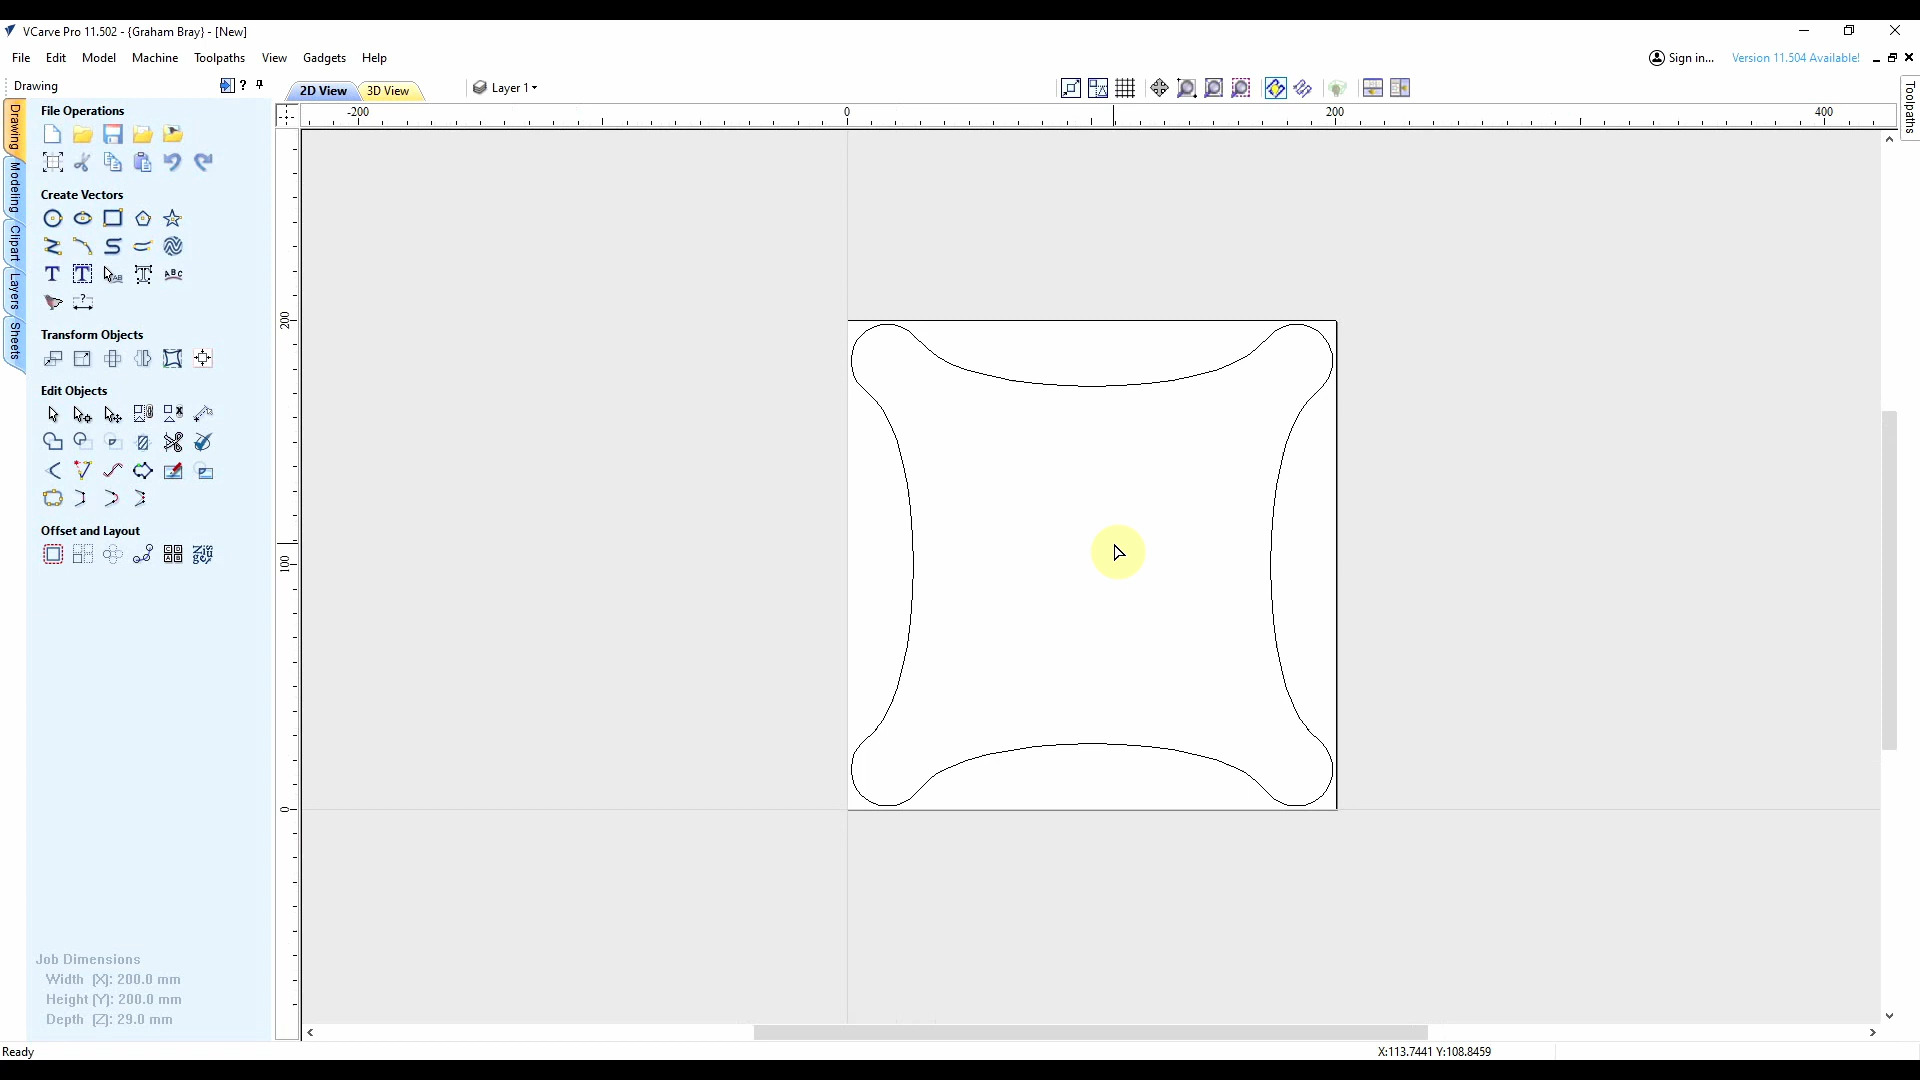 VCarve Pro 11.502 - {Graham Bray} - [New]
File Edit Model Machine Toolpaths View Gadgets Help
Sign in... Version 11.504 Available!
Drawing
2D View 3D View Layer 1
-200 0 200 400
200
100
0
Toolpaths
Drawing
Modeling
Clipart
Layers
Sheets
File Operations
Create Vectors
Transform Objects
Edit Objects
Offset and Layout
Job Dimensions
Width (X): 200.0 mm
Height (Y): 200.0 mm
Depth (Z): 29.0 mm
Ready
X:113.7441 Y:108.8459